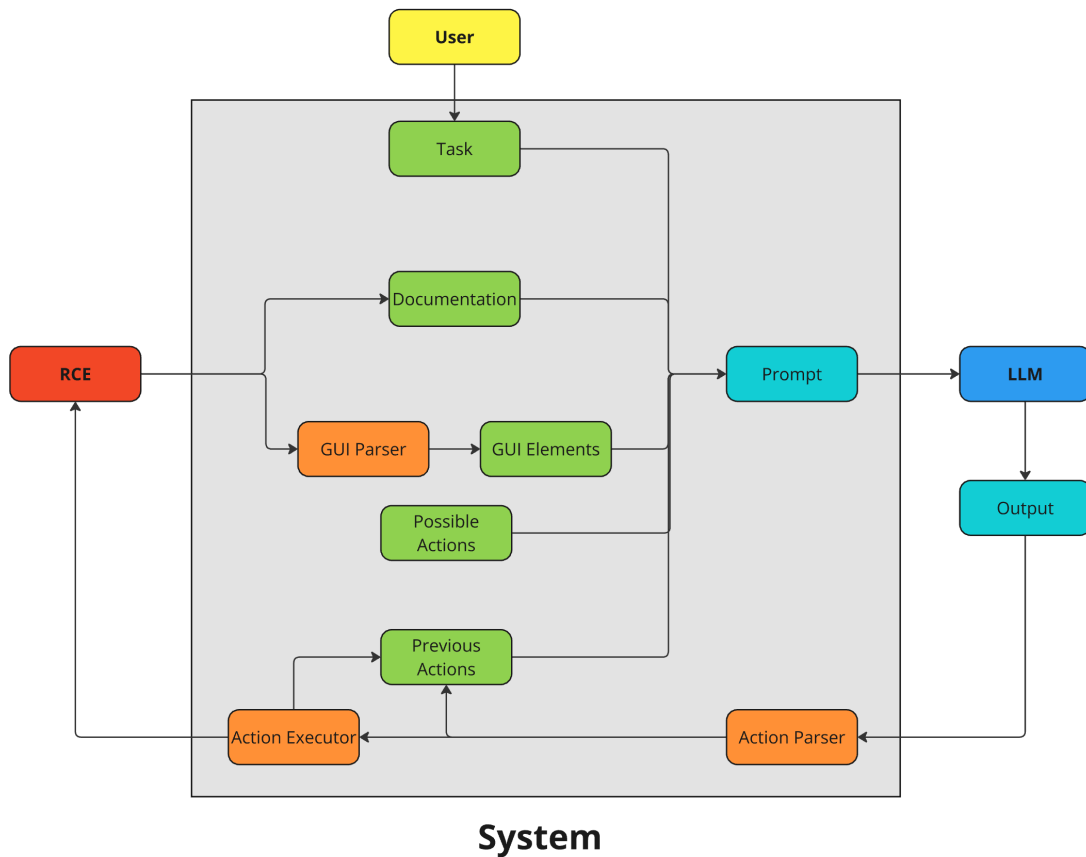 User
Task
Documentation
RCE
Prompt
LLM
GUI Parser
GUI Elements
Output
Possible
Actions
Previous
Actions
Action Executor
Action Parser
System